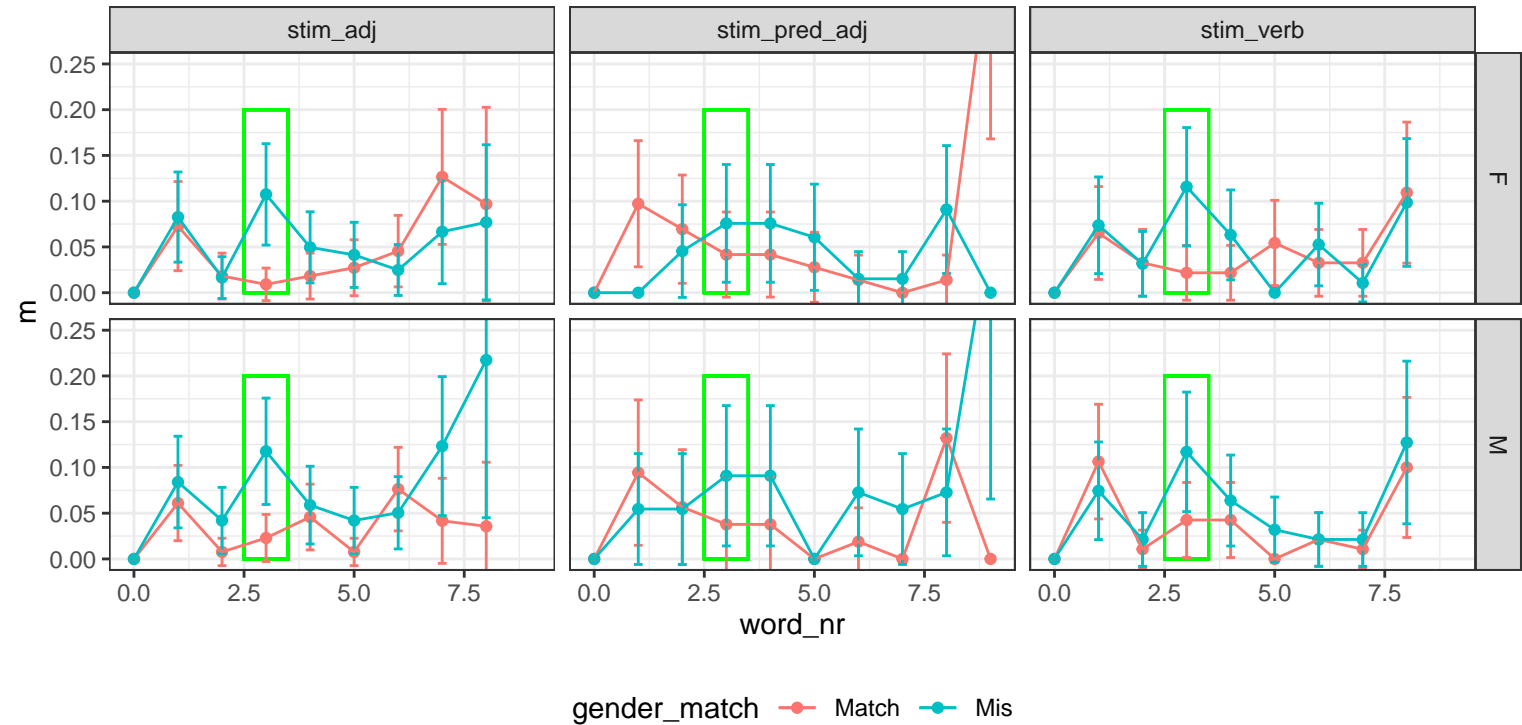 stim_adj stim_pred_adj stim_verb
0.25
0.20
0.15
0.10
0.05
0.00
F
m
0.25
0.20
0.15
0.10
0.05
0.00
M
0.0 2.5 5.0 7.5 0.0 2.5 5.0 7.5 0.0 2.5 5.0 7.5
word_nr
gender_match Match Mis